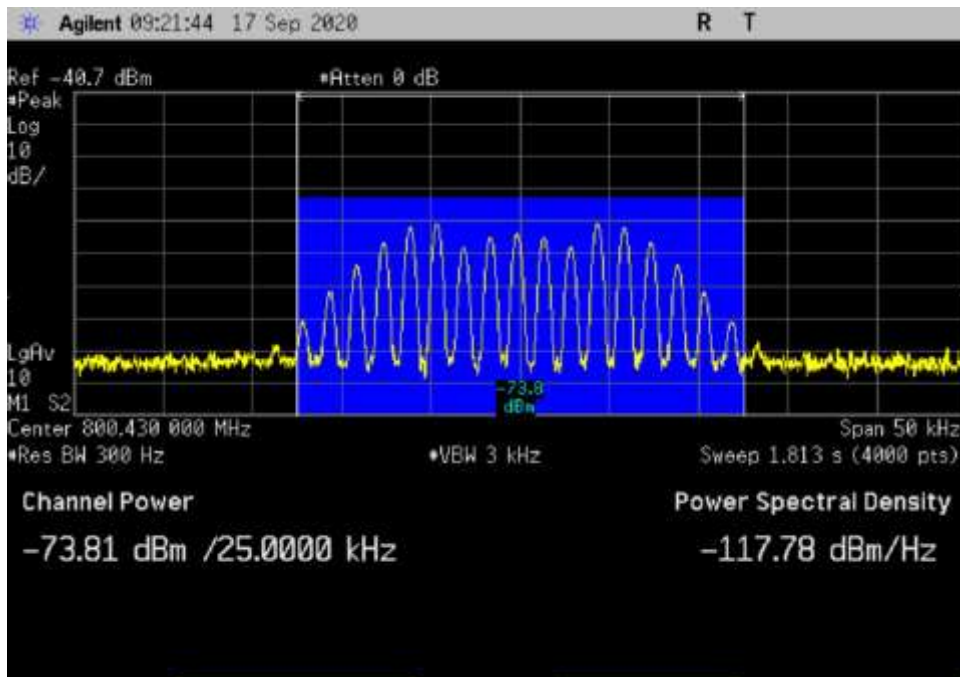 Agilent 09:21:44 17 Sep 2020 R T
Ref -40.7 dBm #Atten 0 dB
#Peak
Log
10
dB/
LgAv
10
M1 S2
-73.8
dBm
Center 800.430 000 MHz Span 50 kHz
#Res BW 300 Hz #VBW 3 kHz Sweep 1.813 s (4000 pts)
Channel Power Power Spectral Density
-73.81 dBm /25.0000 kHz -117.78 dBm/Hz